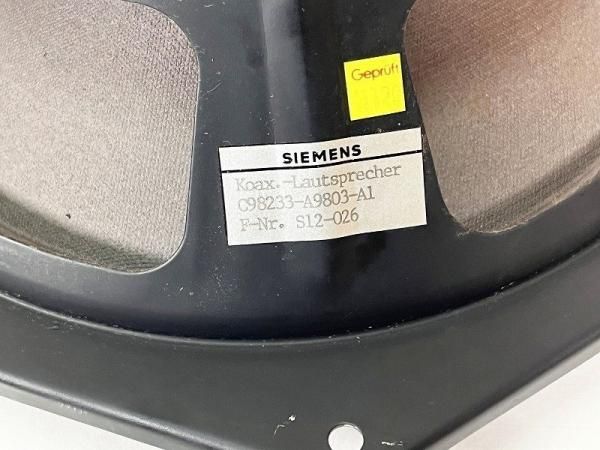 Geprüft
SIEMENS
Koax.-Lautsprecher
C98233-A9803-A1
F-Nr. S12-026